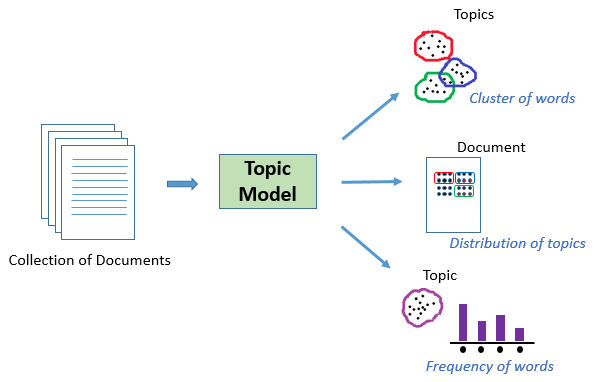 Topics
Cluster of words
Document
Topic
Model
Distribution of topics
Collection of Documents
Topic
Frequency of words